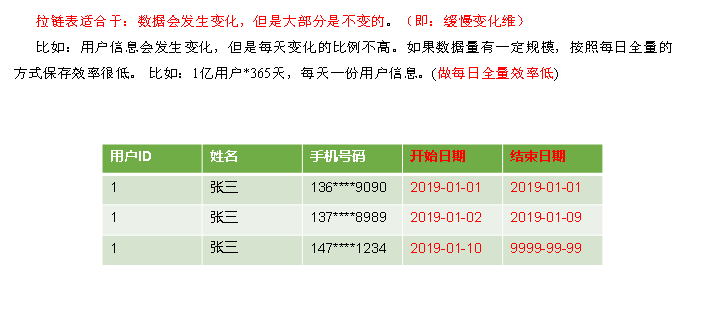 拉链表适合于：数据会发生变化，但是大部分是不变的。（即：缓慢变化维）
比如：用户信息会发生变化，但是每天变化的比例不高。如果数据量有一定规模，按照每日全量的
方式保存效率很低。 比如：1亿用户*365天，每天一份用户信息。(做每日全量效率低)
用户ID 姓名 手机号码 开始日期 结束日期
1 张三 136****9090 2019-01-01 2019-01-01
1 张三 137****8989 2019-01-02 2019-01-09
1 张三 147****1234 2019-01-10 9999-99-99